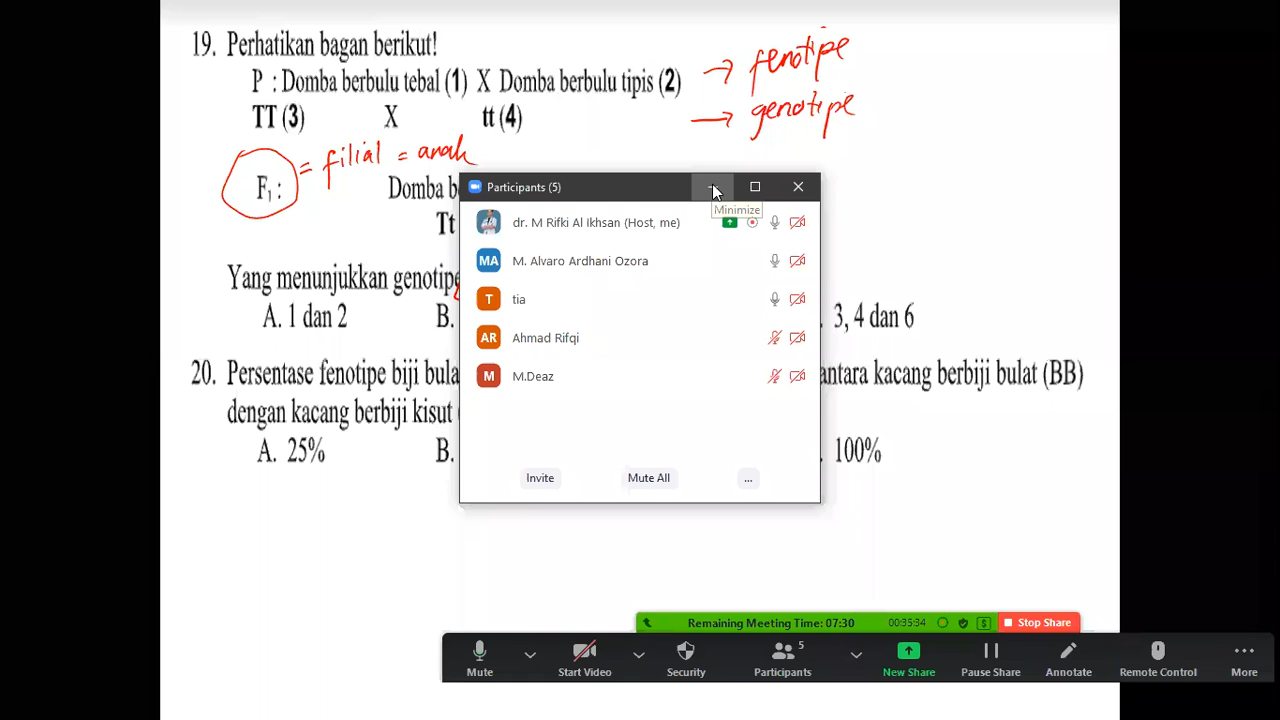 19. Perhatikan bagan berikut!
P : Domba berbulu tebal (1) X Domba berbulu tipis (2) → fenotipe
TT (3) X tt (4) → genotipe
F1 : = filial = anak
Domba b
Tt
Yang menunjukkan genotipe
A. 1 dan 2 B. 3, 4 dan 6
20. Persentase fenotipe biji bula antara kacang berbiji bulat (BB)
dengan kacang berbiji kisut
A. 25% B. 100%
Participants (5)
Minimize
dr. M Rifki Al Ikhsan (Host, me)
MA M. Alvaro Ardhani Ozora
T tia
AR Ahmad Rifqi
M M.Deaz
Invite Mute All ...
Remaining Meeting Time: 07:30 00:35:34 Stop Share
Mute Start Video Security Participants 5 New Share Pause Share Annotate Remote Control More